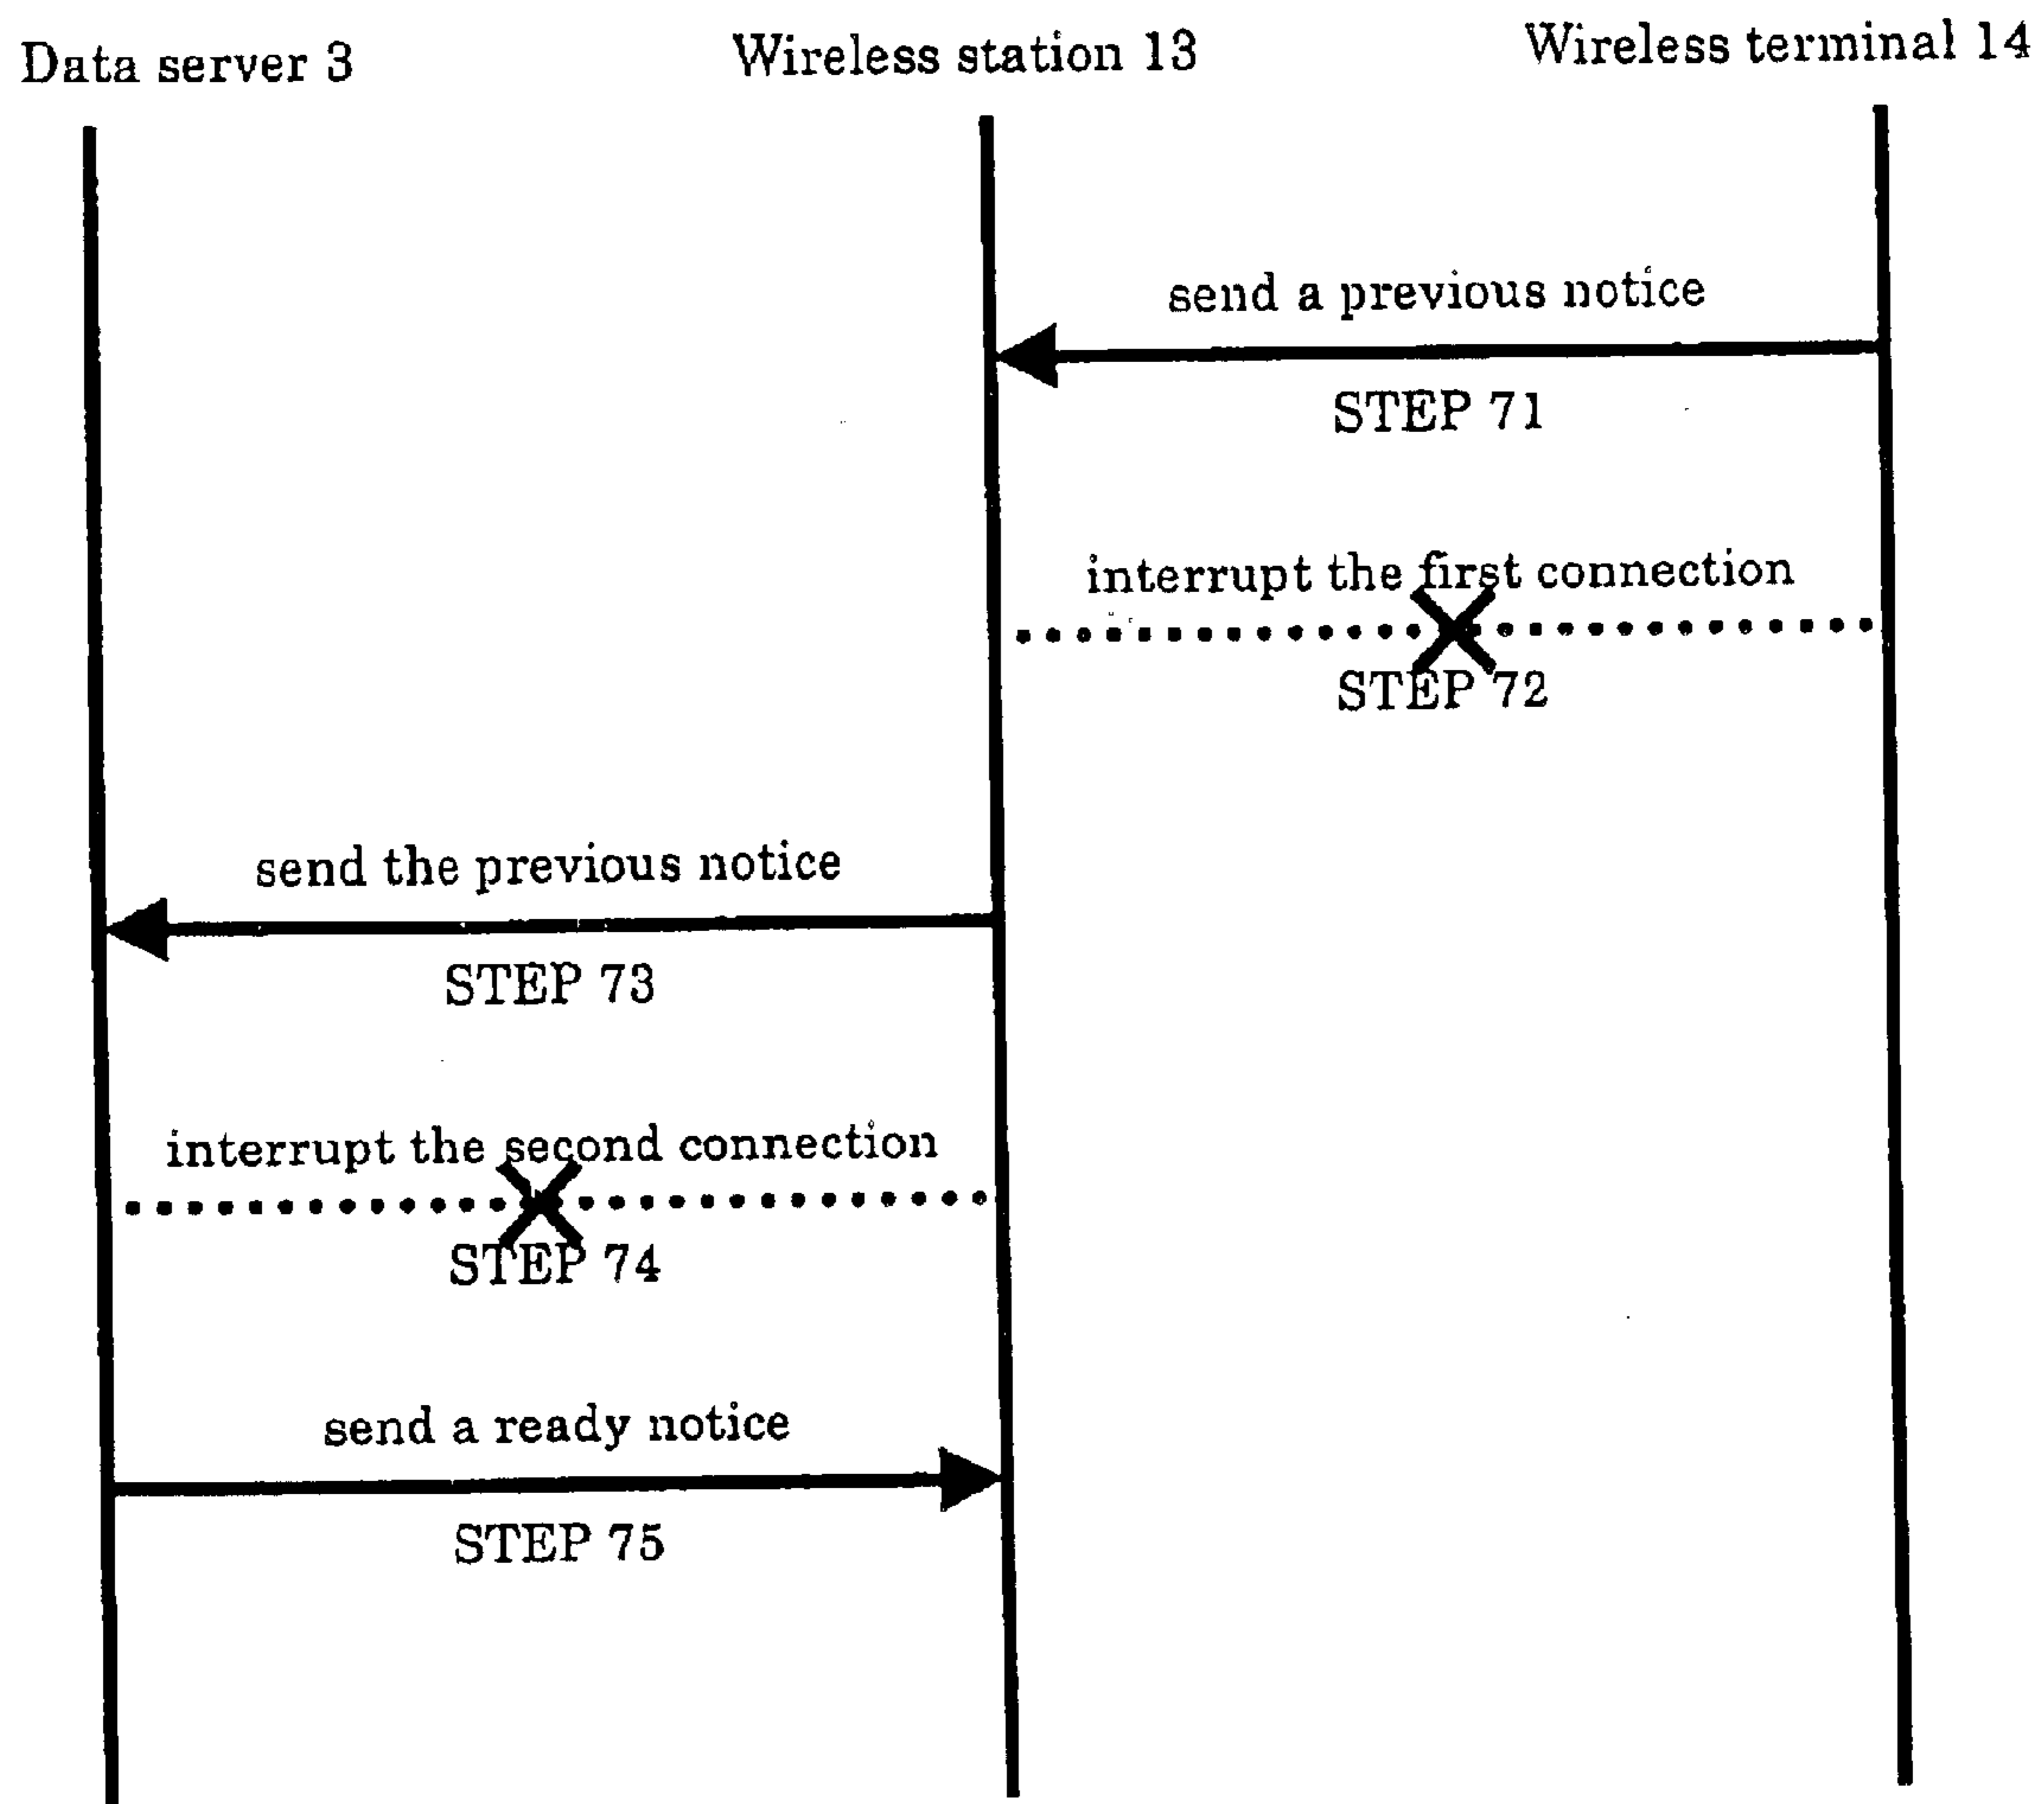 Data server 3
Wireless station 13
Wireless terminal 14
send a previous notice
STEP 71
interrupt the first connection
STEP 72
send the previous notice
STEP 73
interrupt the second connection
STEP 74
send a ready notice
STEP 75